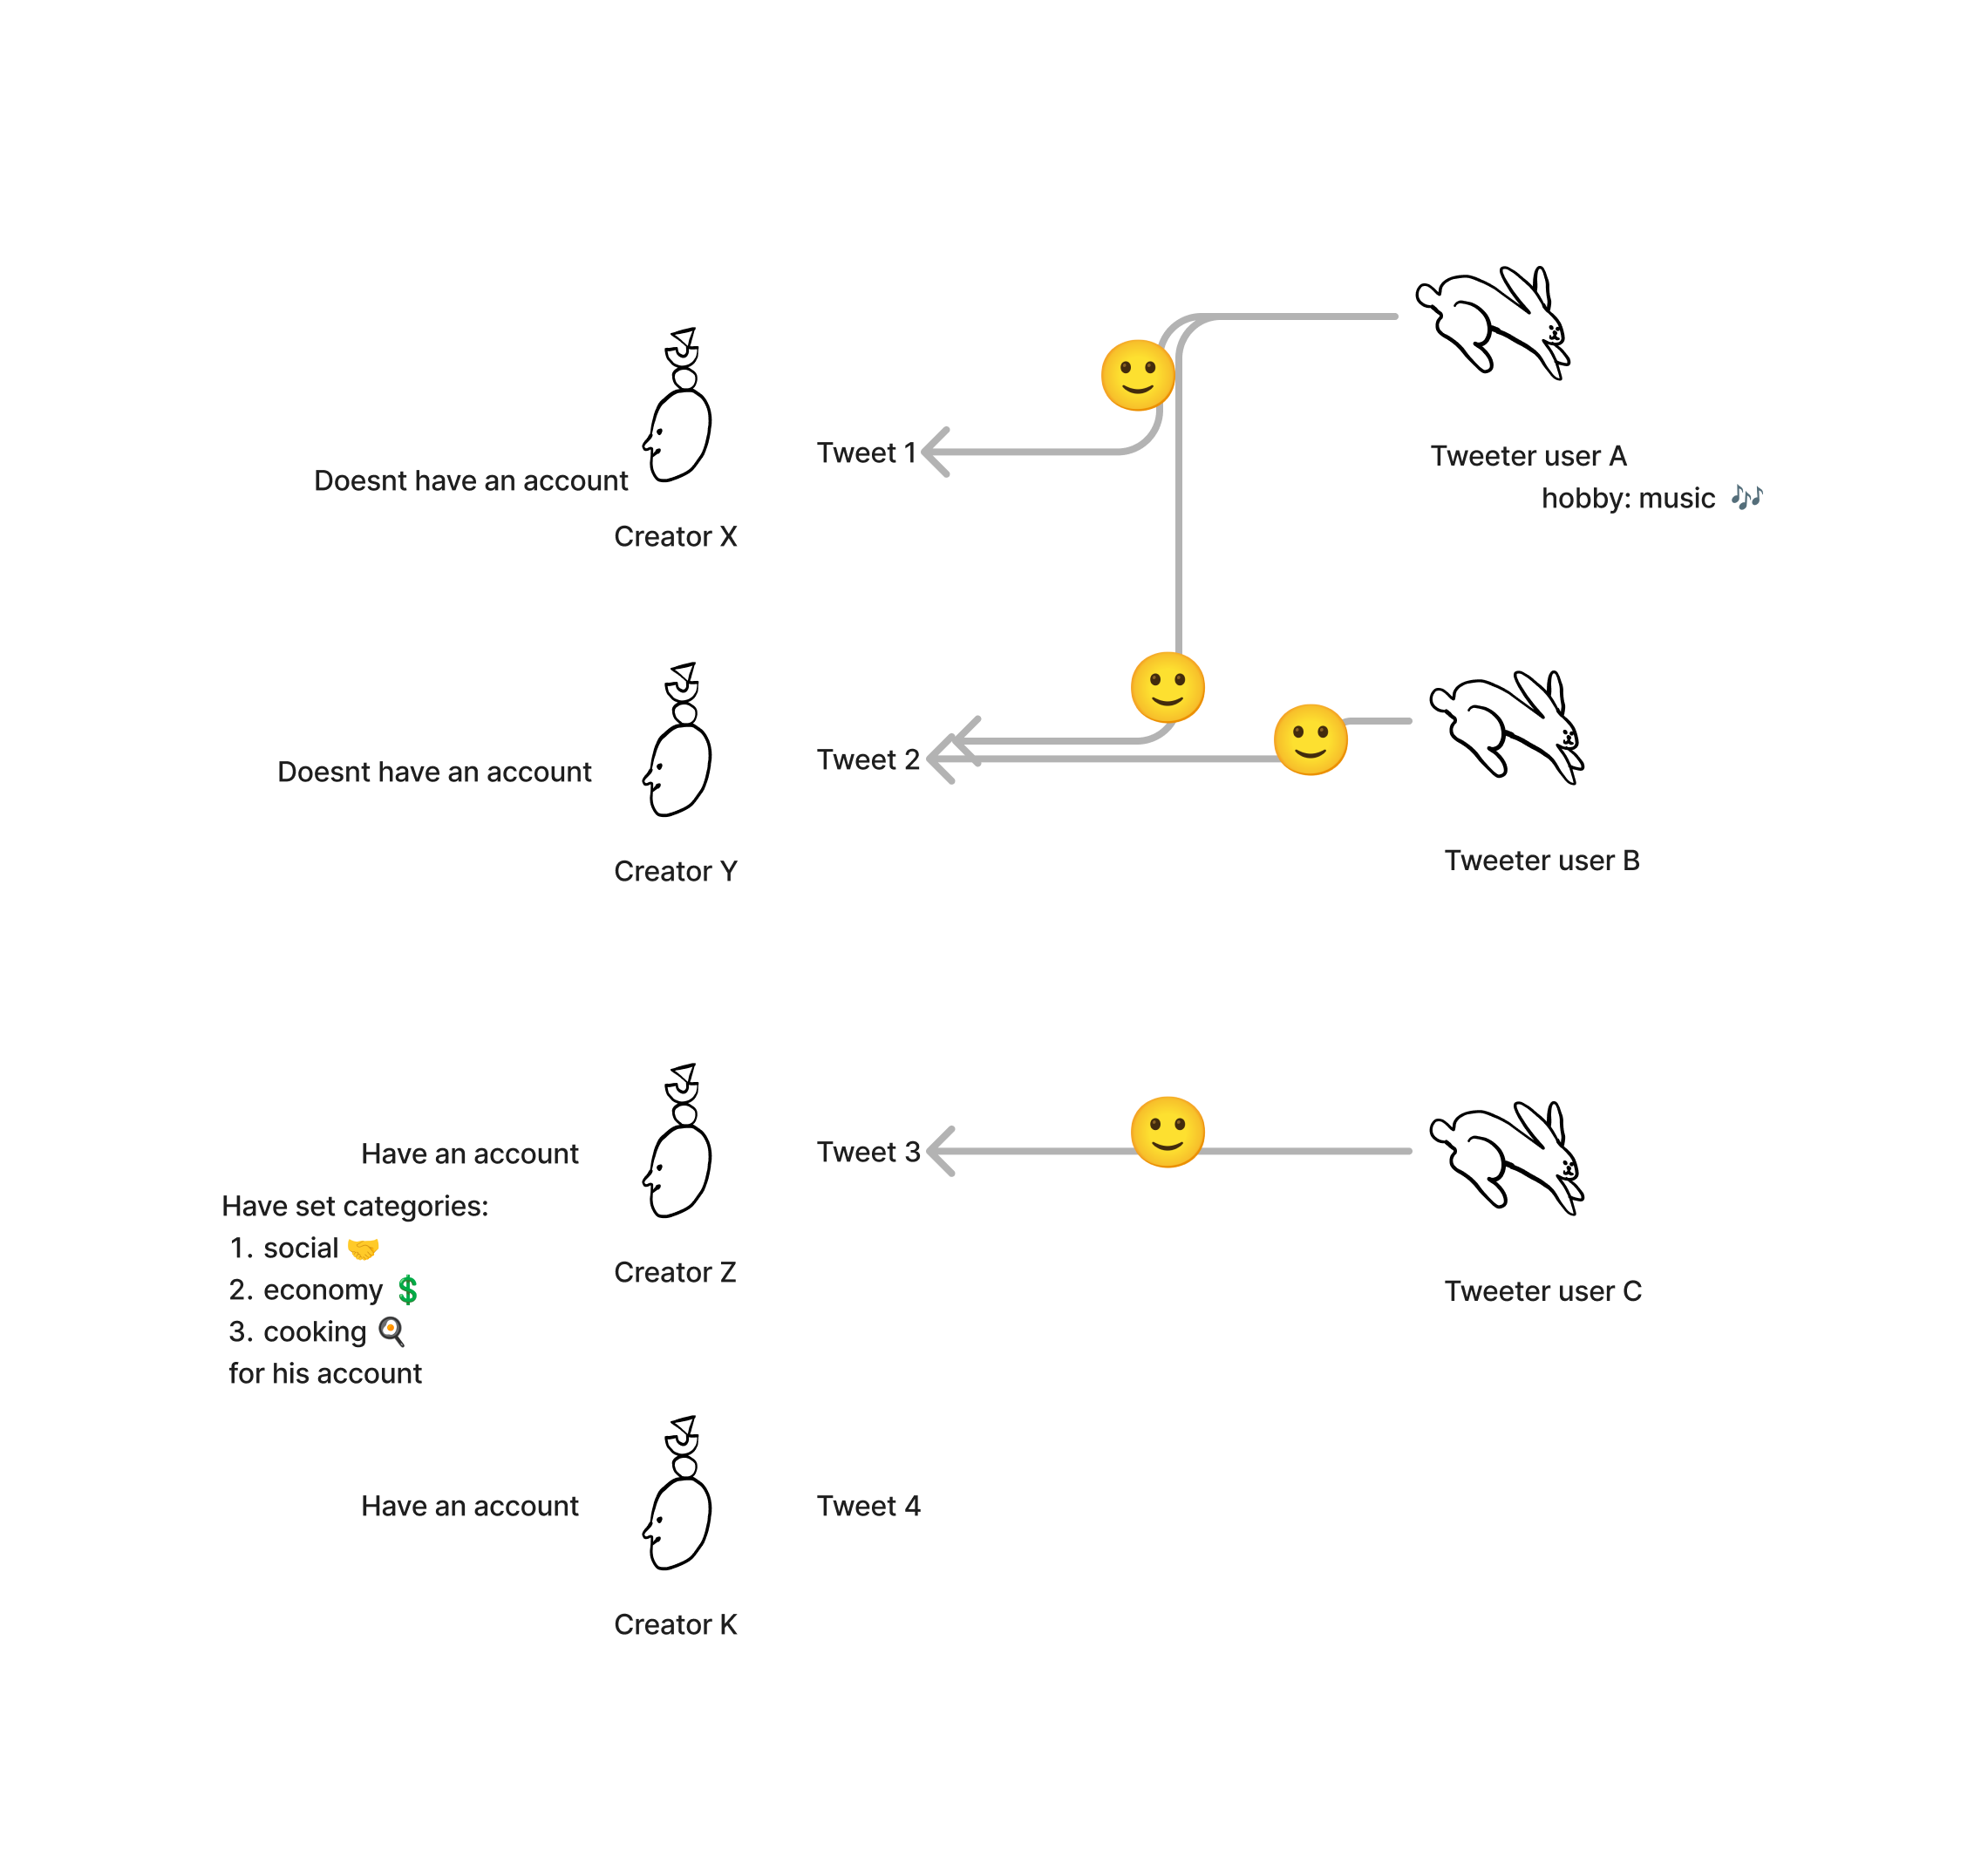 Tweet 1
Tweeter user A
Doesnt have an account
hobby: music 🎶
Creator X
Tweet 2
Doesnt have an account
Tweeter user B
Creator Y
Have an account
Tweet 3
Have set categories:
1. social 🤝
2. economy 💲
3. cooking 🍳
for his account
Creator Z
Tweeter user C
Have an account
Tweet 4
Creator K